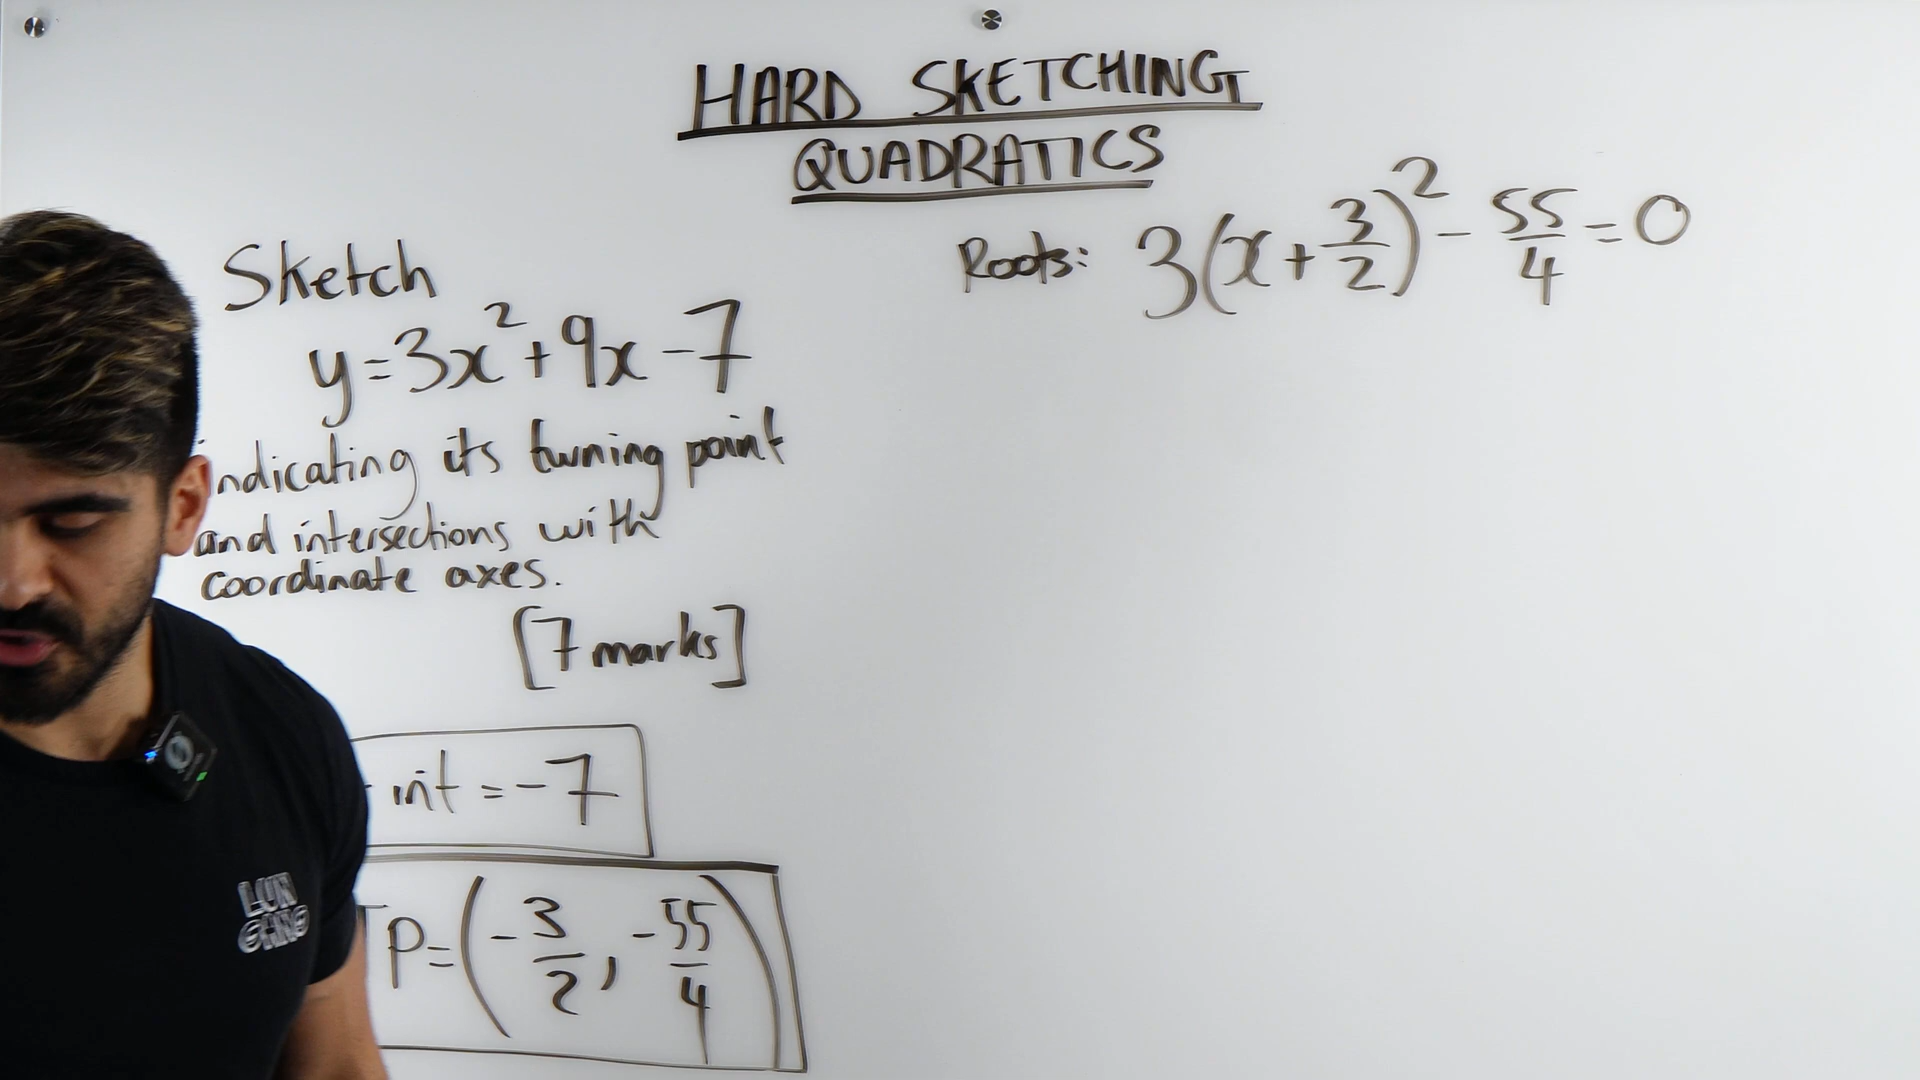 HARD SKETCHING
QUADRATICS
Sketch
y=3x²+9x-7
indicating its turning point
and intersections with
coordinate axes.
[7 marks]
-int = -7
TP=(-3/2, -55/4)
Roots: 3(x+3/2)²-55/4=0